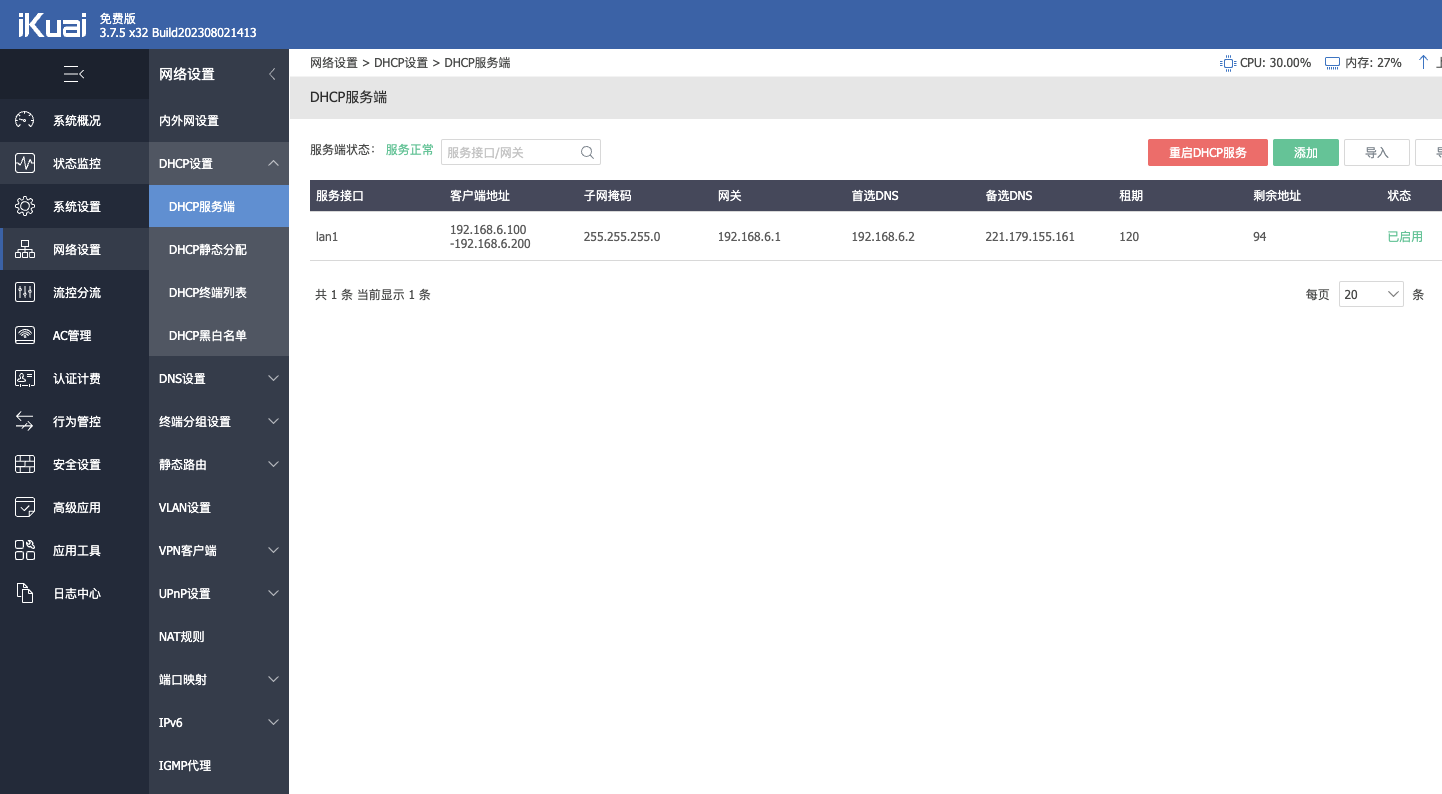 iKuai 免费版
3.7.5 x32 Build202308021413
系统概况
状态监控
系统设置
网络设置
流控分流
AC管理
认证计费
行为管控
安全设置
高级应用
应用工具
日志中心
网络设置
内外网设置
DHCP设置
DHCP服务端
DHCP静态分配
DHCP终端列表
DHCP黑白名单
DNS设置
终端分组设置
静态路由
VLAN设置
VPN客户端
UPnP设置
NAT规则
端口映射
IPv6
IGMP代理
网络设置 > DHCP设置 > DHCP服务端 CPU: 30.00% 内存: 27%
DHCP服务端
服务端状态： 服务正常 服务接口/网关 重启DHCP服务 添加 导入
服务接口 客户端地址 子网掩码 网关 首选DNS 备选DNS 租期 剩余地址 状态
lan1 192.168.6.100 -192.168.6.200 255.255.255.0 192.168.6.1 192.168.6.2 221.179.155.161 120 94 已启用
共 1 条 当前显示 1 条 每页 20 条